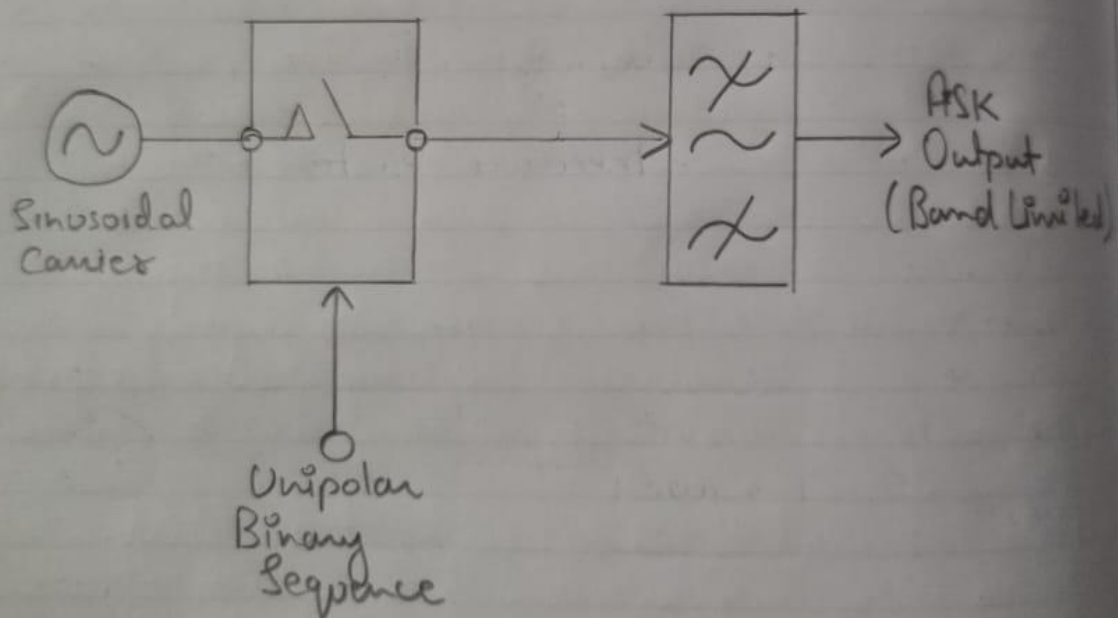 Sinusoidal
Carrier
ASK
Output
(Band Limited)
Unipolar
Binary
Sequence